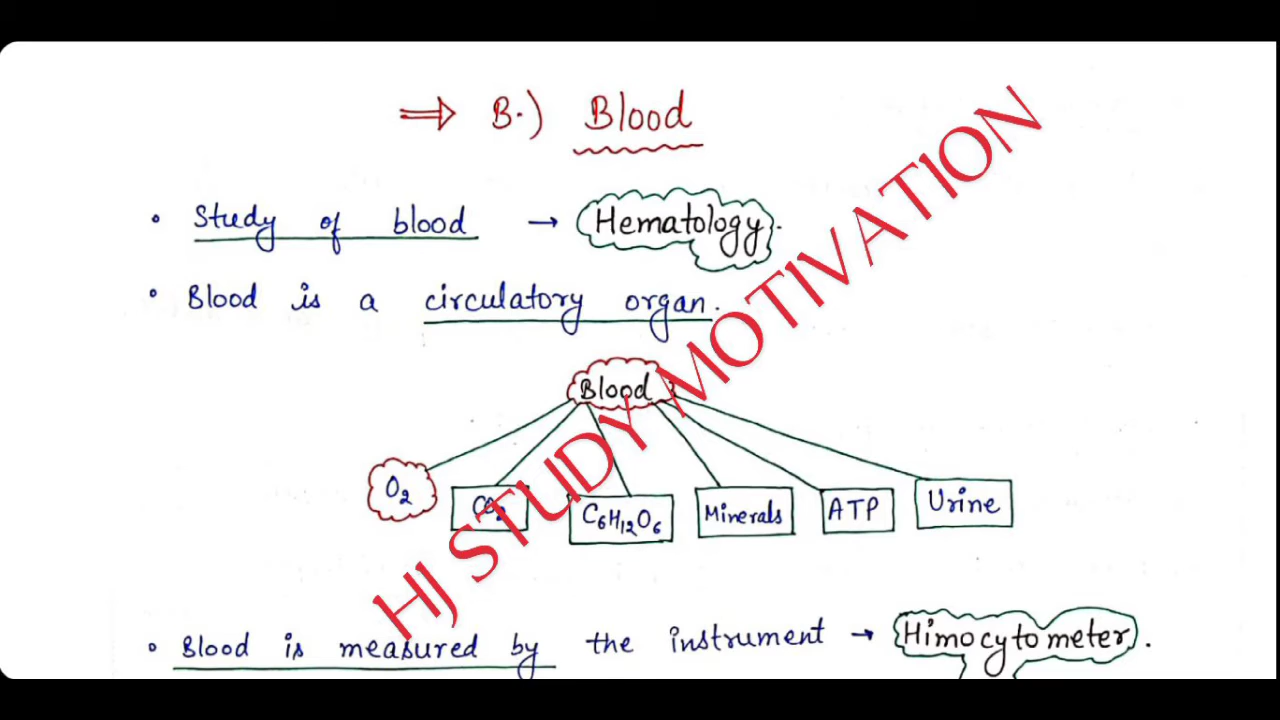 ⇒ B.) Blood
• Study of blood → Hematology.
• Blood is a circulatory organ.
Blood
O₂ CO₂ C₆H₁₂O₆ Minerals ATP Urine
• Blood is measured by the instrument → Himocytometer.
HJ STUDY MOTIVATION